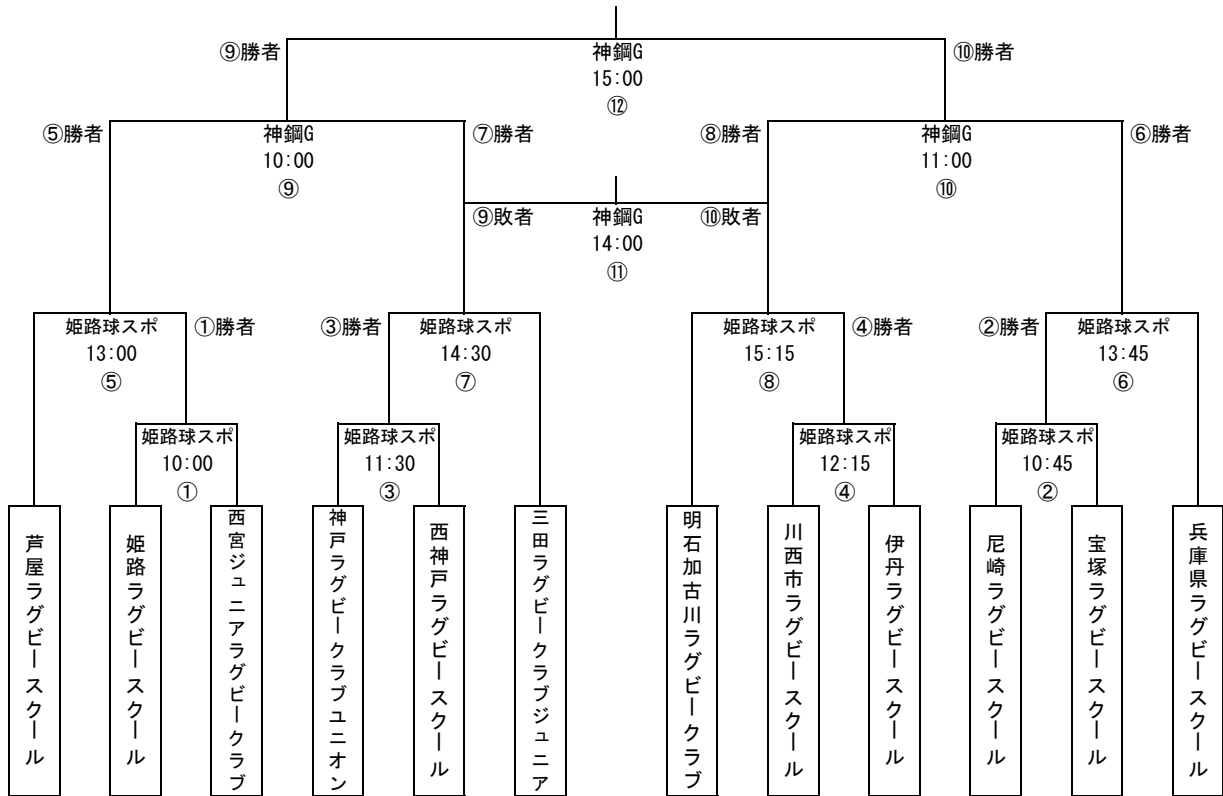 ⑨勝者
神鋼G
⑩勝者
15:00
⑫
⑤勝者
神鋼G
⑦勝者
⑧勝者
神鋼G
⑥勝者
10:00
11:00
⑨
⑩
⑨敗者
神鋼G
⑩敗者
14:00
⑪
姫路球スポ
①勝者
③勝者
姫路球スポ
姫路球スポ
④勝者
②勝者
姫路球スポ
13:00
14:30
15:15
13:45
⑤
⑦
⑧
⑥
姫路球スポ
姫路球スポ
姫路球スポ
姫路球スポ
10:00
11:30
12:15
10:45
①
③
④
②
芦屋ラグビースクール
姫路ラグビースクール
西宮ジュニアラグビークラブ
神戸ラグビークラブユニオン
西神戸ラグビースクール
三田ラグビークラブジュニア
明石加古川ラグビークラブ
川西市ラグビースクール
伊丹ラグビースクール
尼崎ラグビースクール
宝塚ラグビースクール
兵庫県ラグビースクール